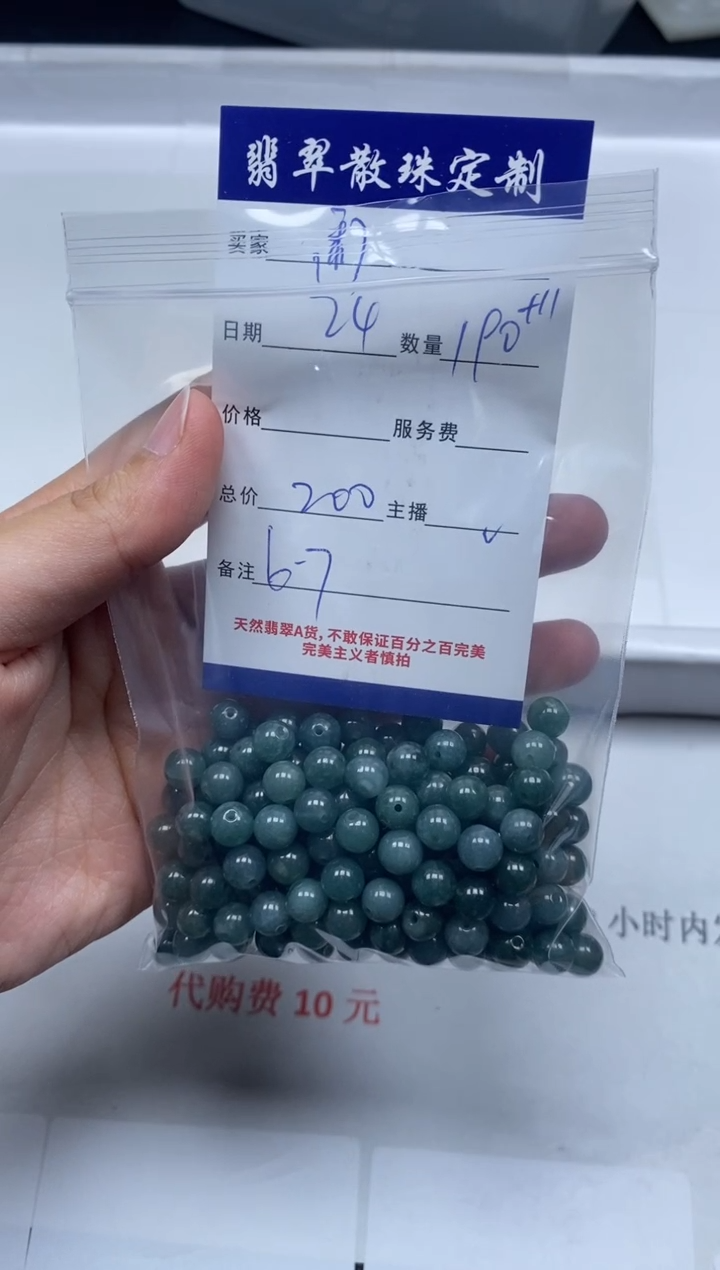 翡翠散珠定制
买家
日期 24 数量 190+11
价格 服务费
总价 200 主播
备注 6-7
天然翡翠A货,不敢保证百分之百完美
完美主义者慎拍
小时内
代购费 10 元